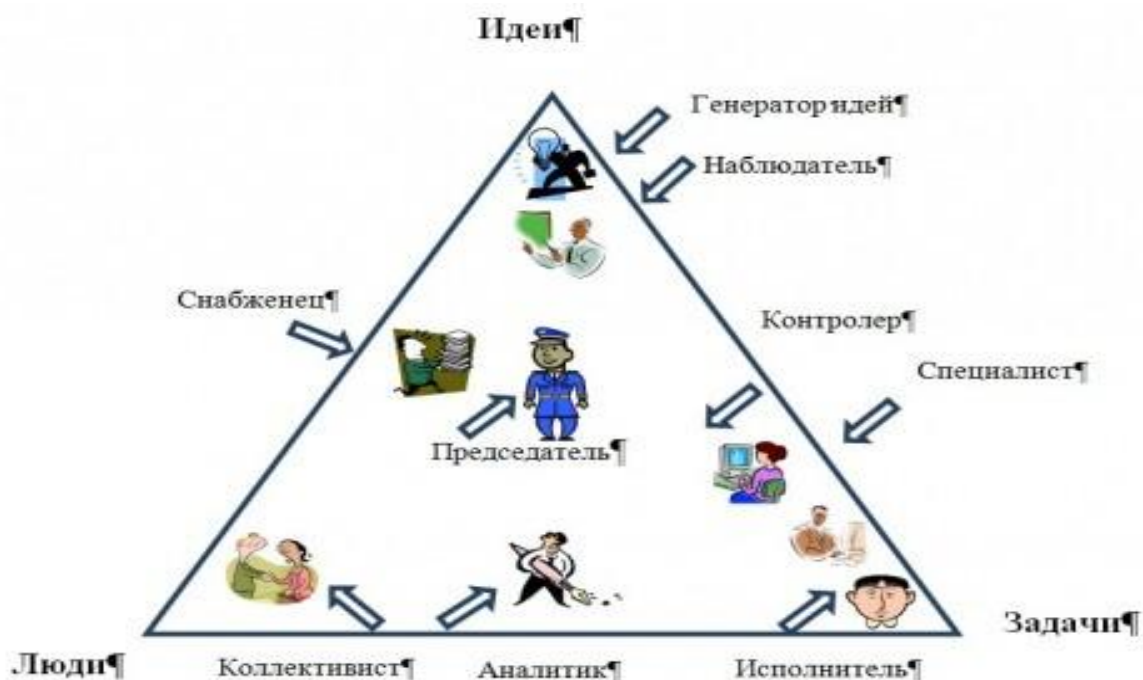 Идеи¶
Генератор идей¶
Наблюдатель¶
Снабженец¶
Контролер¶
Специалист¶
Председатель¶
Задачи¶
Люди¶
Коллективист¶
Аналитик¶
Исполнитель¶